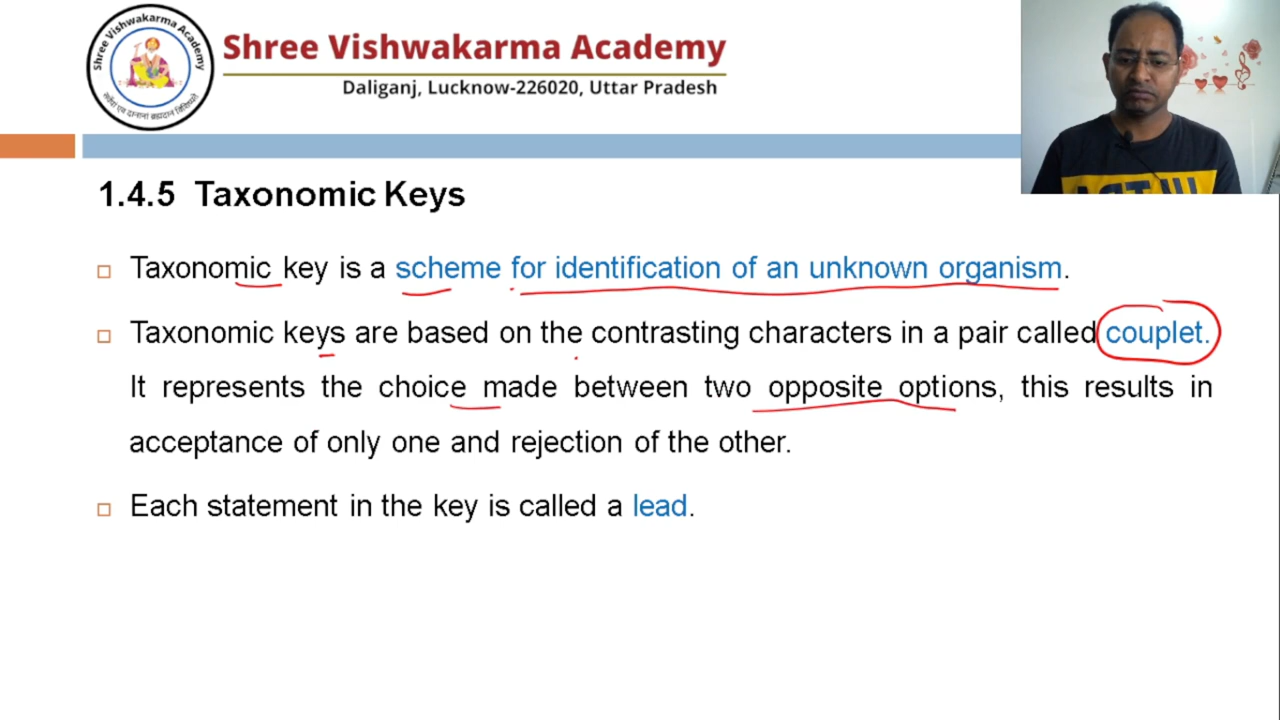 Shree Vishwakarma Academy
Shree Vishwakarma Academy
Daliganj, Lucknow-226020, Uttar Pradesh
1.4.5 Taxonomic Keys
Taxonomic key is a scheme for identification of an unknown organism.
Taxonomic keys are based on the contrasting characters in a pair called couplet.
It represents the choice made between two opposite options, this results in
acceptance of only one and rejection of the other.
Each statement in the key is called a lead.